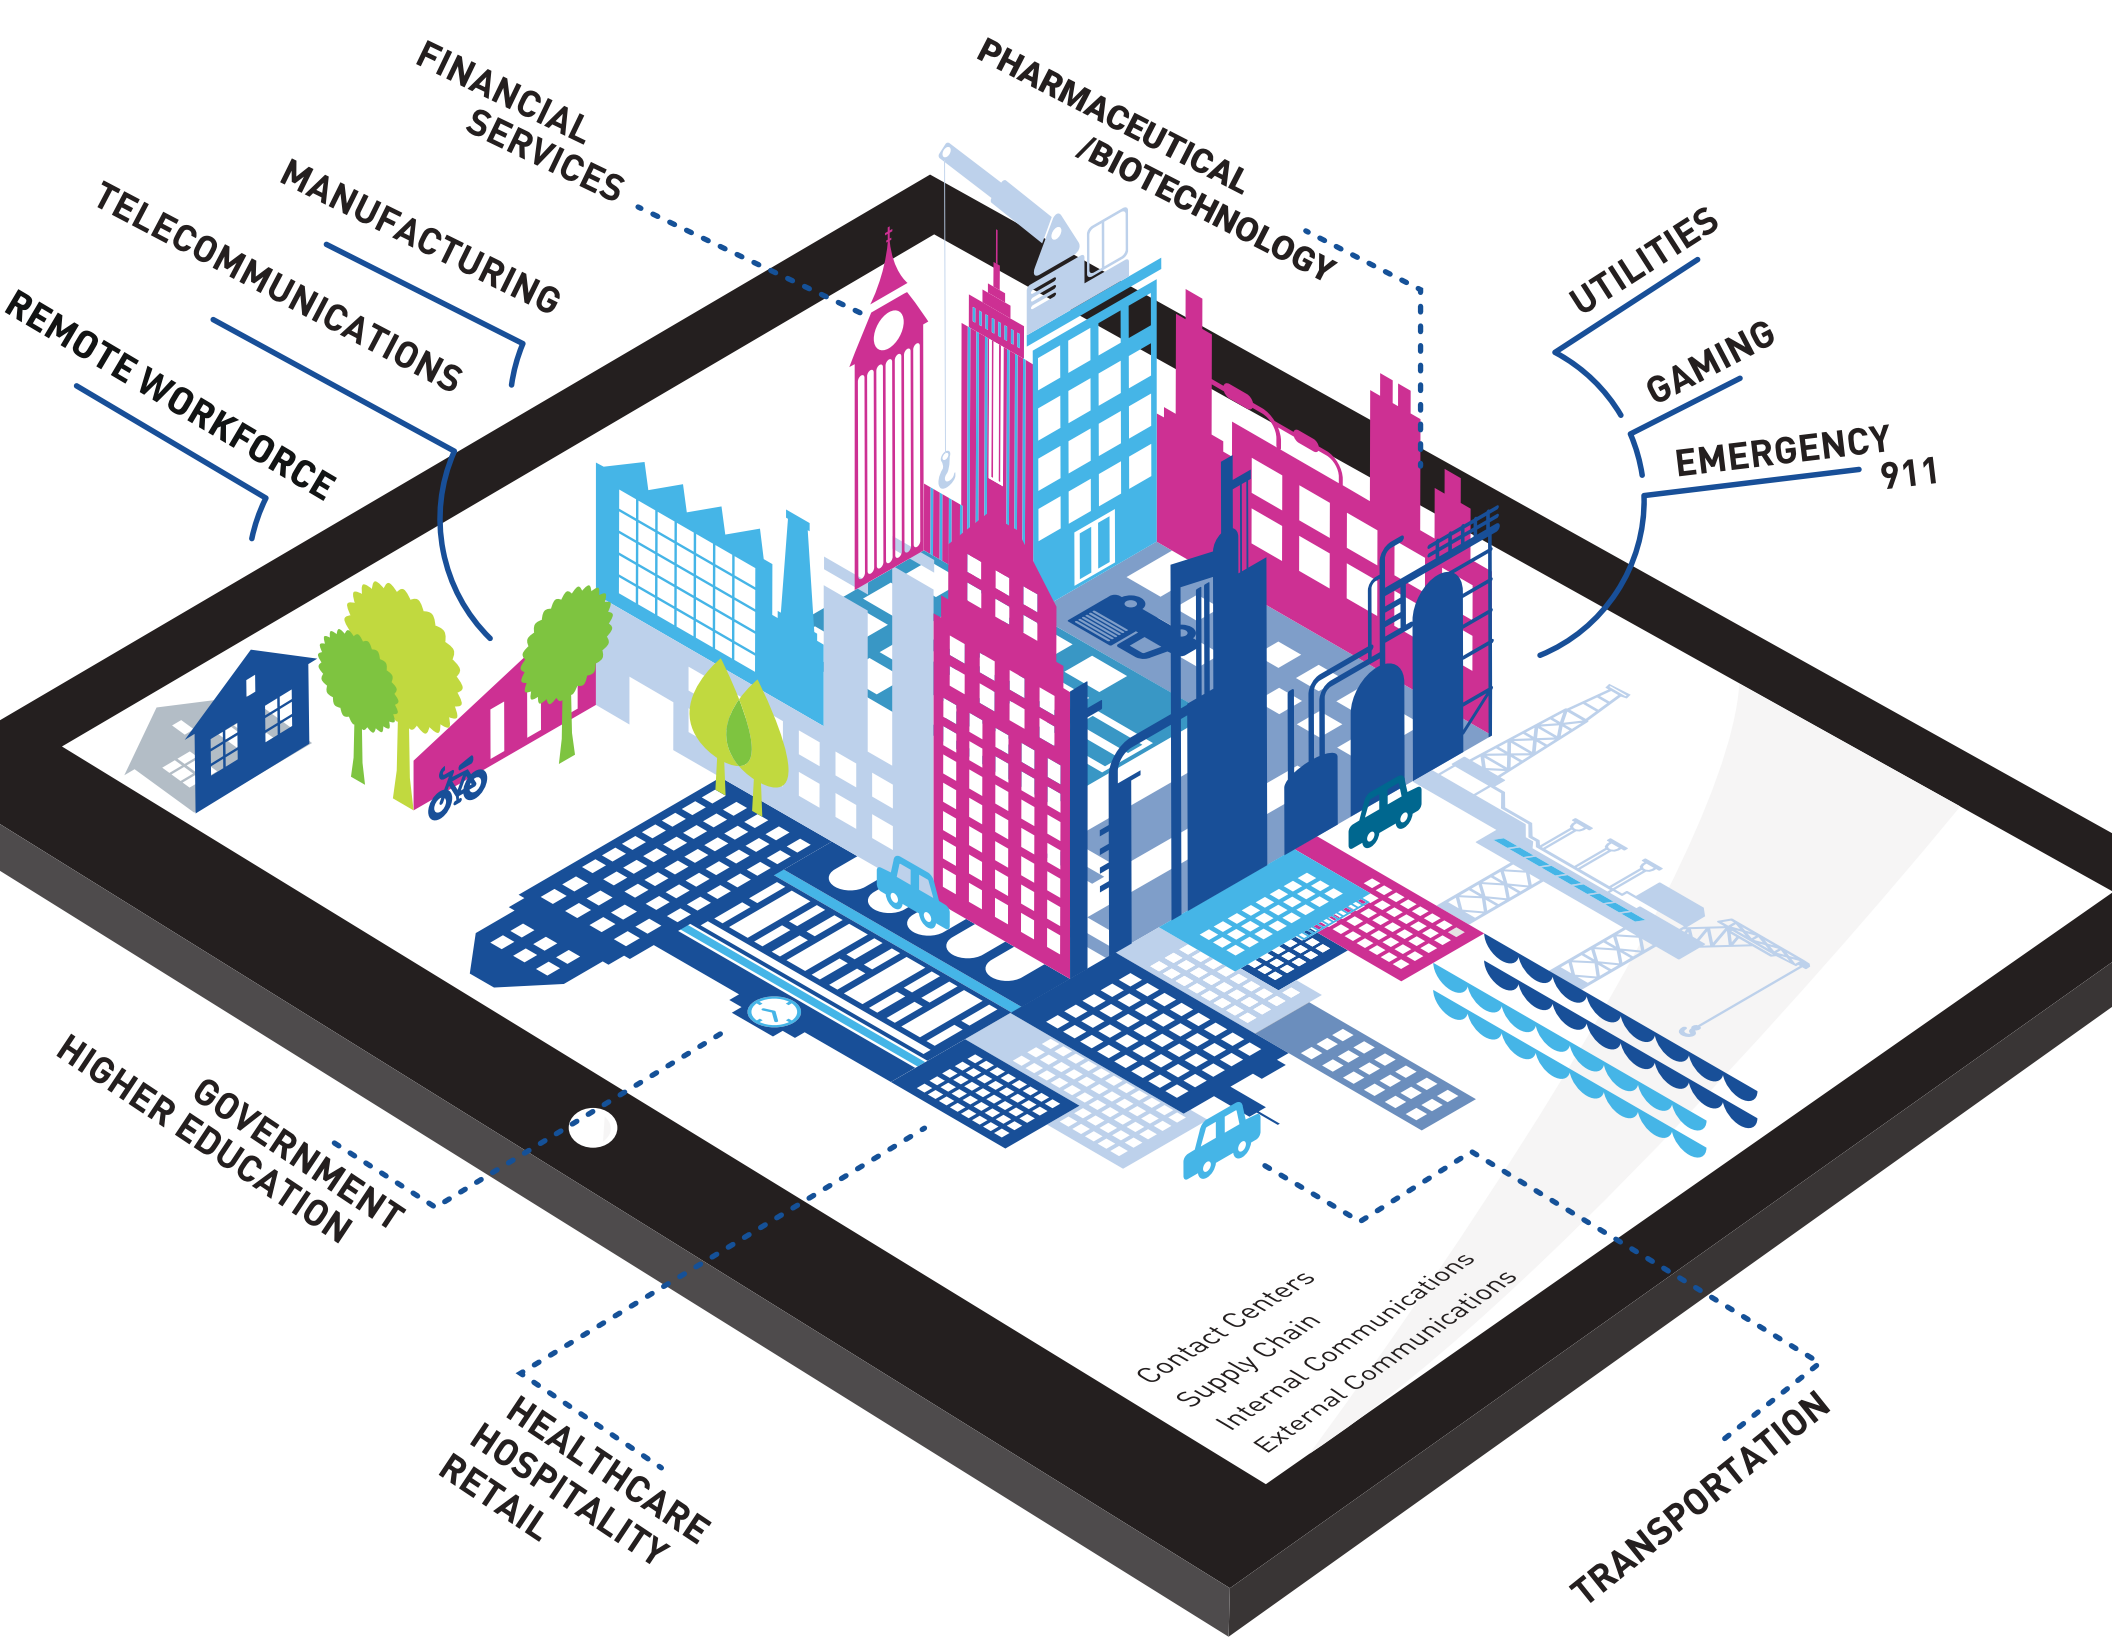 FINANCIAL
SERVICES
PHARMACEUTICAL
/BIOTECHNOLOGY
MANUFACTURING
TELECOMMUNICATIONS
REMOTE WORKFORCE
UTILITIES
GAMING
EMERGENCY
911
GOVERNMENT
HIGHER EDUCATION
HEALTHCARE
HOSPITALITY
RETAIL
Contact Centers
Supply Chain
Internal Communications
External Communications
TRANSPORTATION